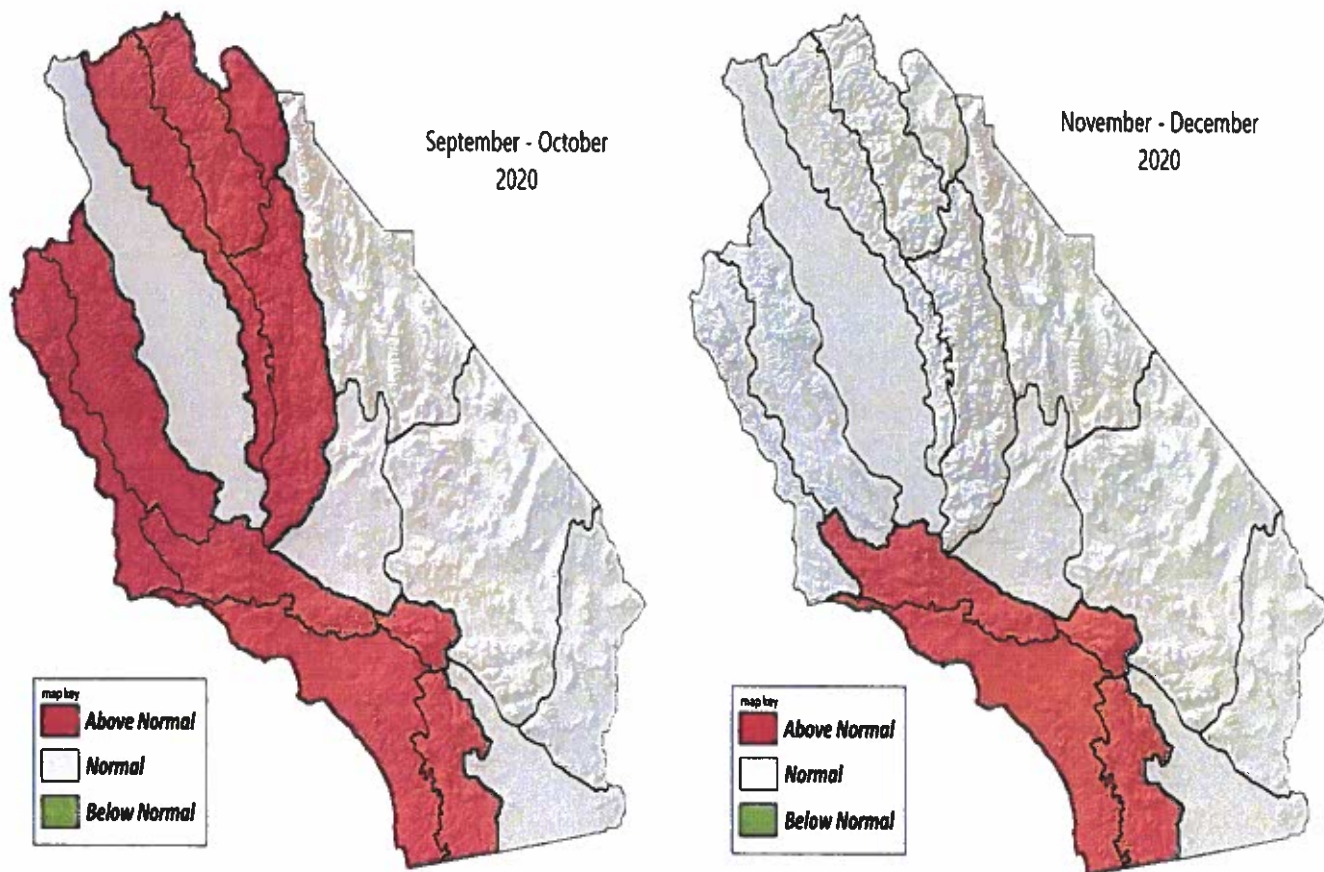 September - October
2020
map key
Above Normal
Normal
Below Normal
November - December
2020
map key
Above Normal
Normal
Below Normal